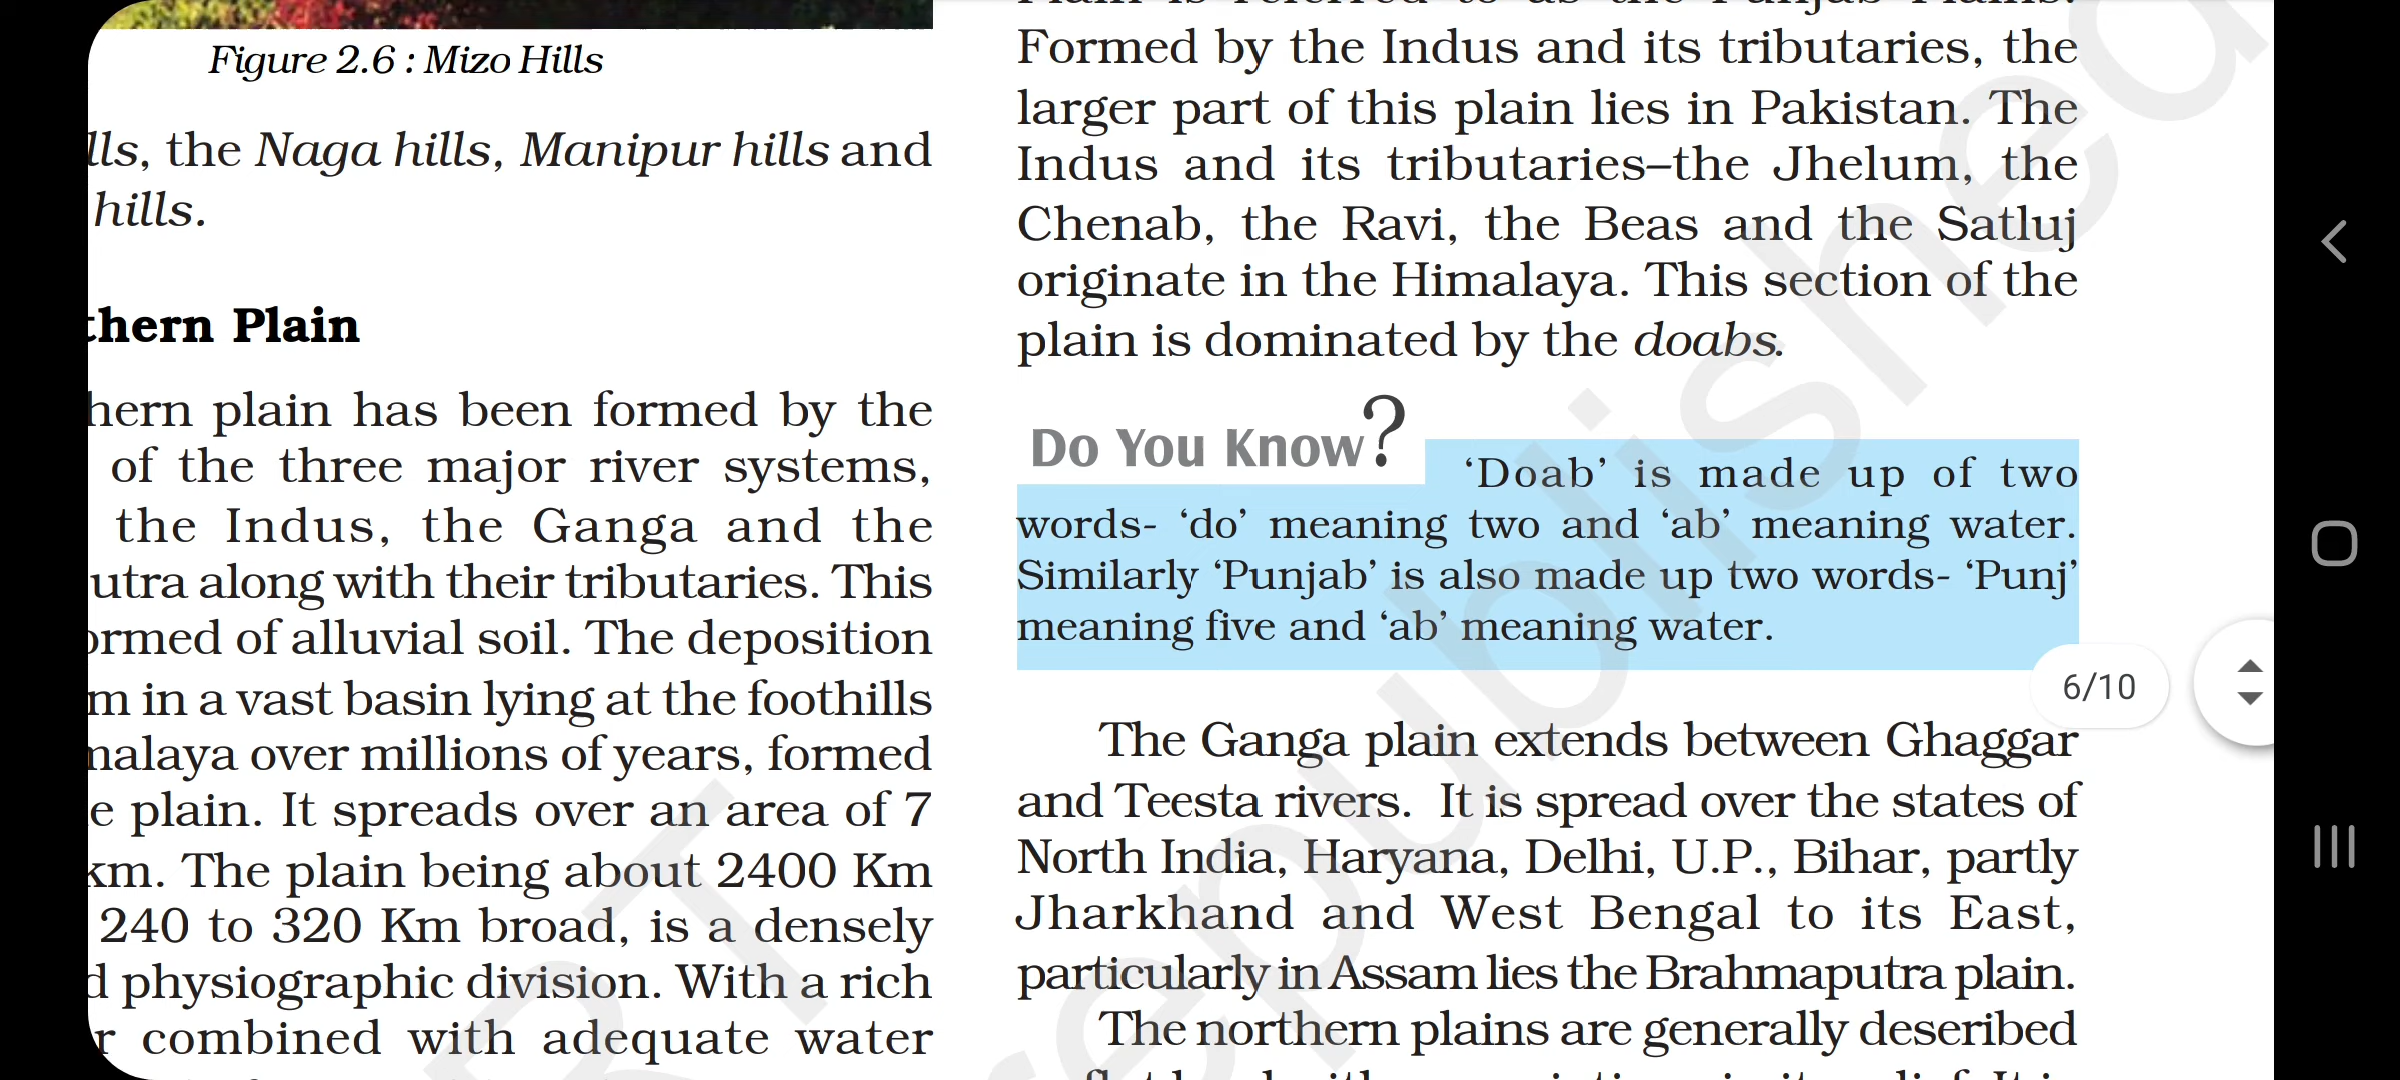 Figure 2.6 : Mizo Hills
lls, the Naga hills, Manipur hills and
hills.
thern Plain
hern plain has been formed by the
of the three major river systems,
the Indus, the Ganga and the
utra along with their tributaries. This
ormed of alluvial soil. The deposition
m in a vast basin lying at the foothills
malaya over millions of years, formed
e plain. It spreads over an area of 7
km. The plain being about 2400 Km
240 to 320 Km broad, is a densely
d physiographic division. With a rich
r combined with adequate water
Formed by the Indus and its tributaries, the
larger part of this plain lies in Pakistan. The
Indus and its tributaries–the Jhelum, the
Chenab, the Ravi, the Beas and the Satluj
originate in the Himalaya. This section of the
plain is dominated by the doabs.
Do You Know?
‘Doab’ is made up of two
words- ‘do’ meaning two and ‘ab’ meaning water.
Similarly ‘Punjab’ is also made up two words- ‘Punj’
meaning five and ‘ab’ meaning water.
6/10
The Ganga plain extends between Ghaggar
and Teesta rivers. It is spread over the states of
North India, Haryana, Delhi, U.P., Bihar, partly
Jharkhand and West Bengal to its East,
particularly in Assam lies the Brahmaputra plain.
The northern plains are generally deseribed
republished